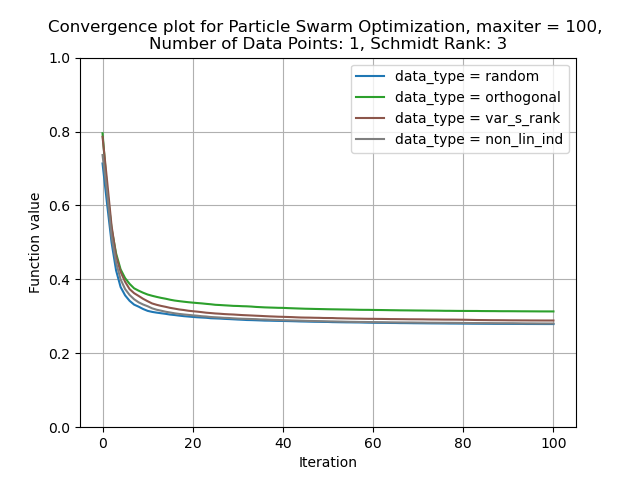 Convergence plot for Particle Swarm Optimization, maxiter = 100,
Number of Data Points: 1, Schmidt Rank: 3
data_type = random
data_type = orthogonal
data_type = var_s_rank
data_type = non_lin_ind
Function value
1.0
0.8
0.6
0.4
0.2
0.0
0 20 40 60 80 100
Iteration